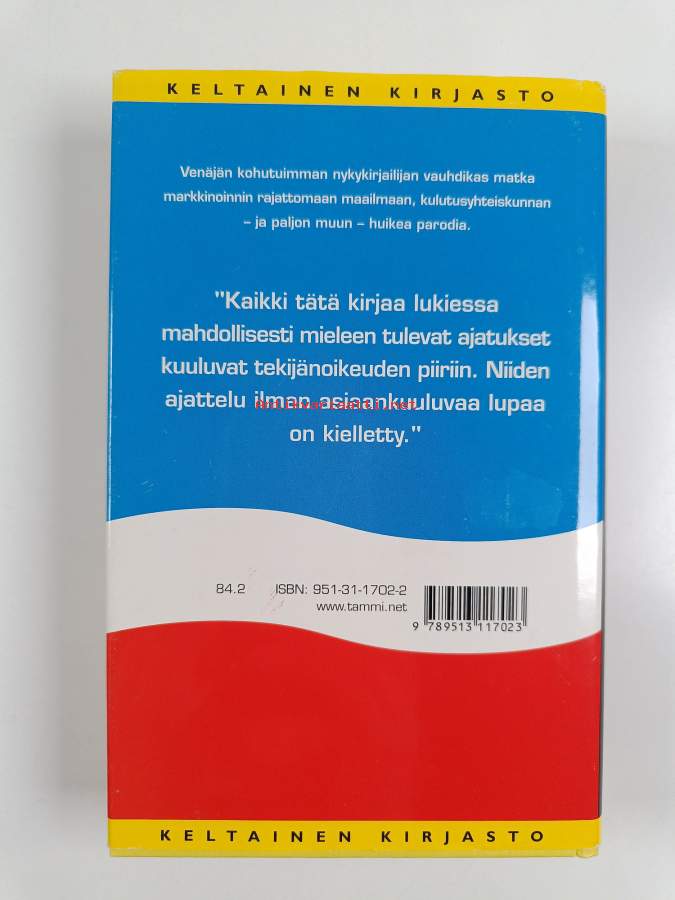 KELTAINEN KIRJASTO
Venäjän kohutuimman nykykirjailijan vauhdikas matka
markkinoinnin rajattomaan maailmaan, kulutusyhteiskunnan
– ja paljon muun – huikea parodia.
"Kaikki tätä kirjaa lukiessa
mahdollisesti mieleen tulevat ajatukset
kuuluvat tekijänoikeuden piiriin. Niiden
ajattelu ilman asiaankuuluvaa lupaa
Antikvariaatti.net
on kielletty."
84.2 ISBN: 951-31-1702-2
www.tammi.net
9 789513 117023
KELTAINEN KIRJASTO